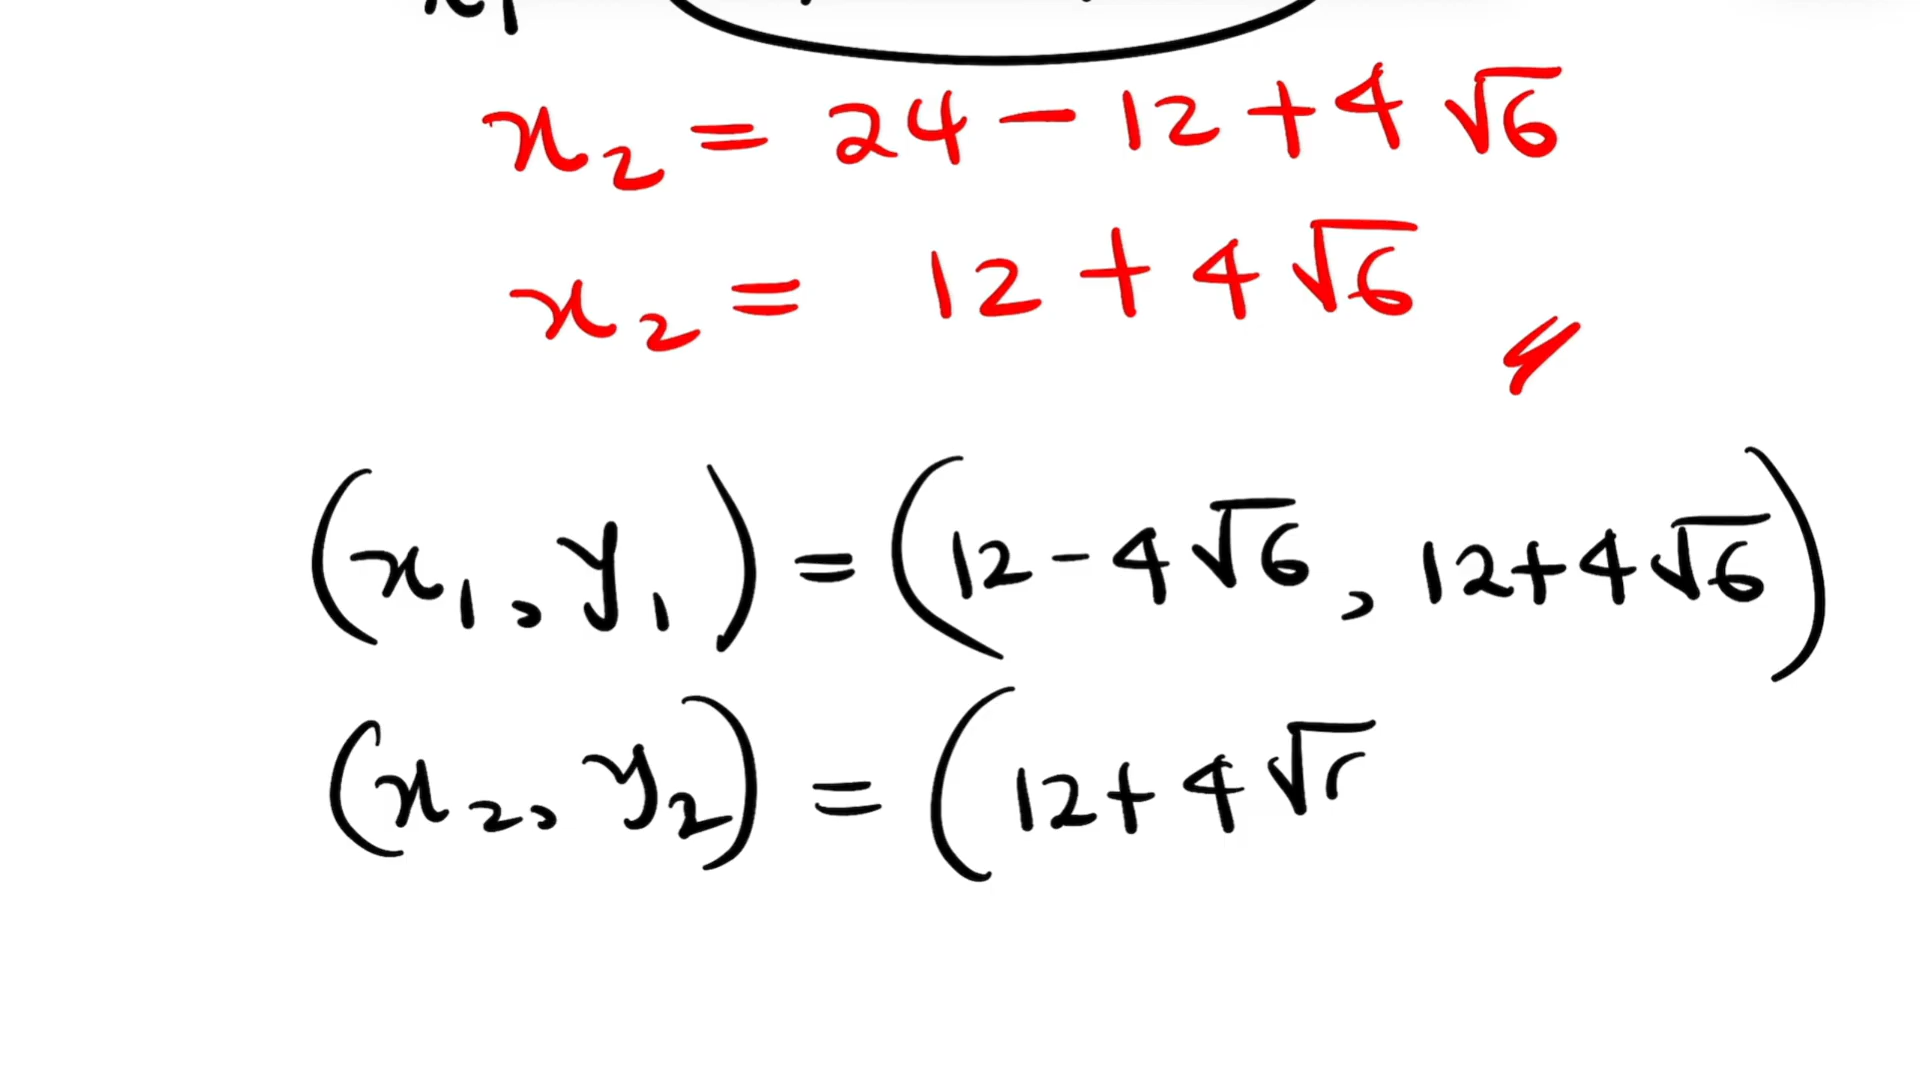 x₁
x₂ = 24 - 12 + 4√6
x₂ = 12 + 4√6
(x₁, y₁) = (12 - 4√6, 12 + 4√6)
(x₂, y₂) = (12 + 4√